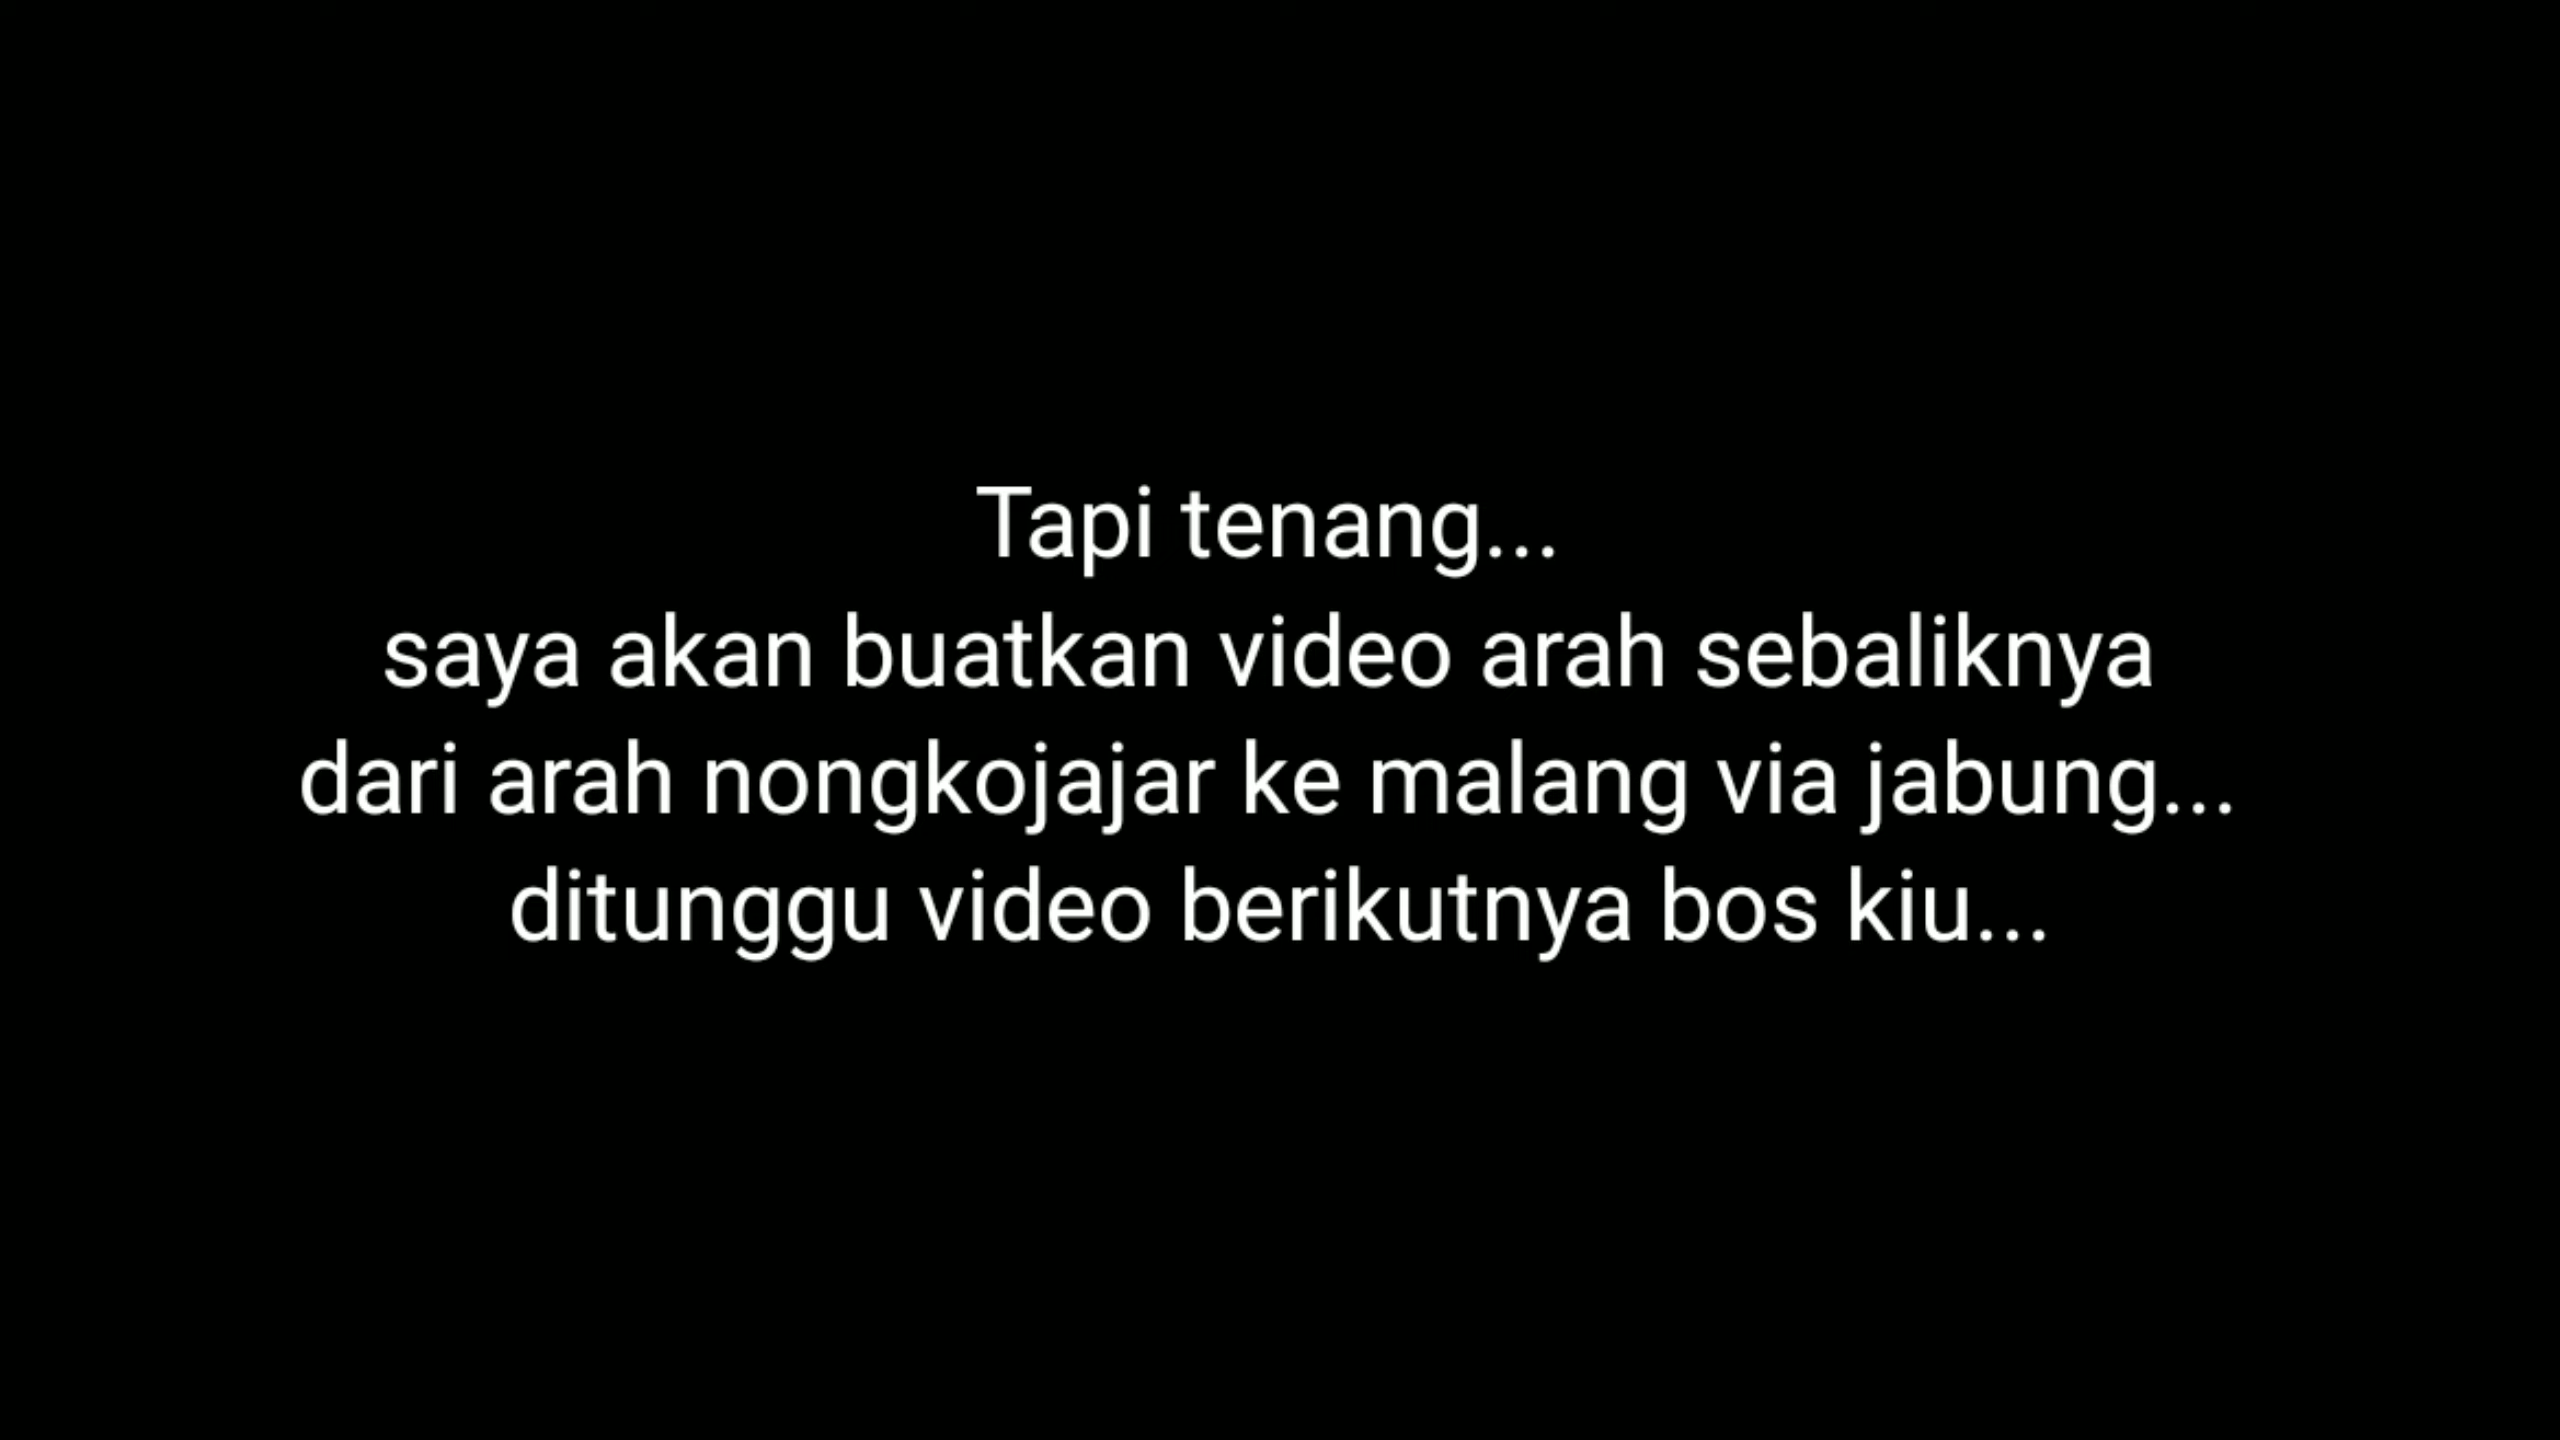 Tapi tenang...
saya akan buatkan video arah sebaliknya
dari arah nongkojajar ke malang via jabung...
ditunggu video berikutnya bos kiu...